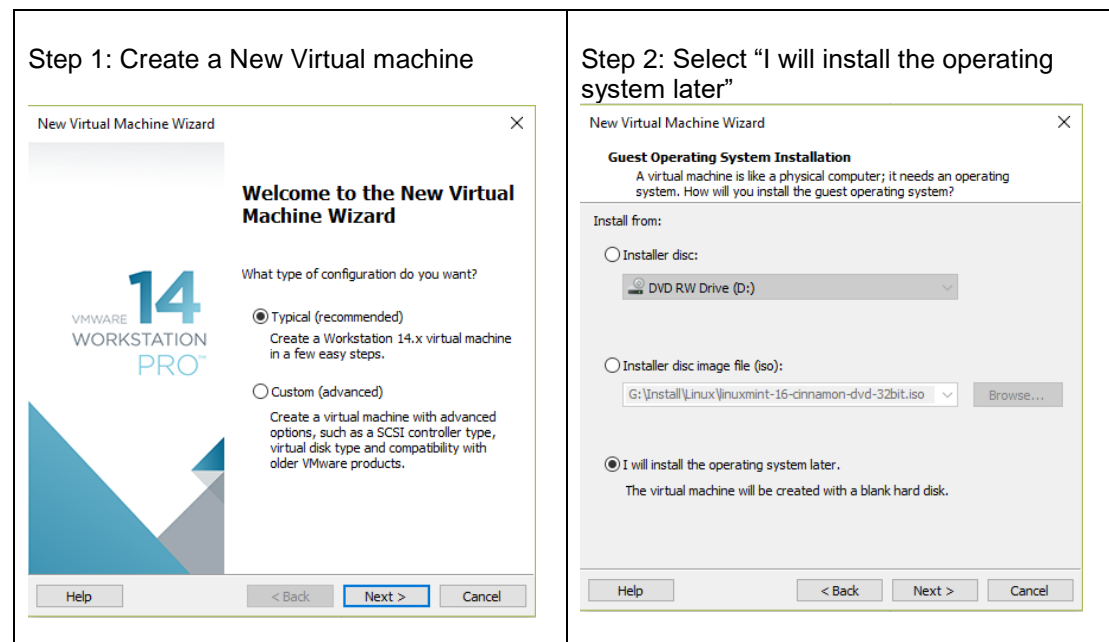 Step 1: Create a New Virtual machine
New Virtual Machine Wizard
Welcome to the New Virtual
Machine Wizard
What type of configuration do you want?
Typical (recommended)
Create a Workstation 14.x virtual machine
in a few easy steps.
Custom (advanced)
Create a virtual machine with advanced
options, such as a SCSI controller type,
virtual disk type and compatibility with
older VMware products.
14
VMWARE
WORKSTATION
PRO™
Help
< Back
Next >
Cancel
Step 2: Select “I will install the operating
system later”
New Virtual Machine Wizard
Guest Operating System Installation
A virtual machine is like a physical computer; it needs an operating
system. How will you install the guest operating system?
Install from:
Installer disc:
DVD RW Drive (D:)
Installer disc image file (iso):
G:\Install\Linux\linuxmint-16-cinnamon-dvd-32bit.iso
Browse...
I will install the operating system later.
The virtual machine will be created with a blank hard disk.
Help
< Back
Next >
Cancel